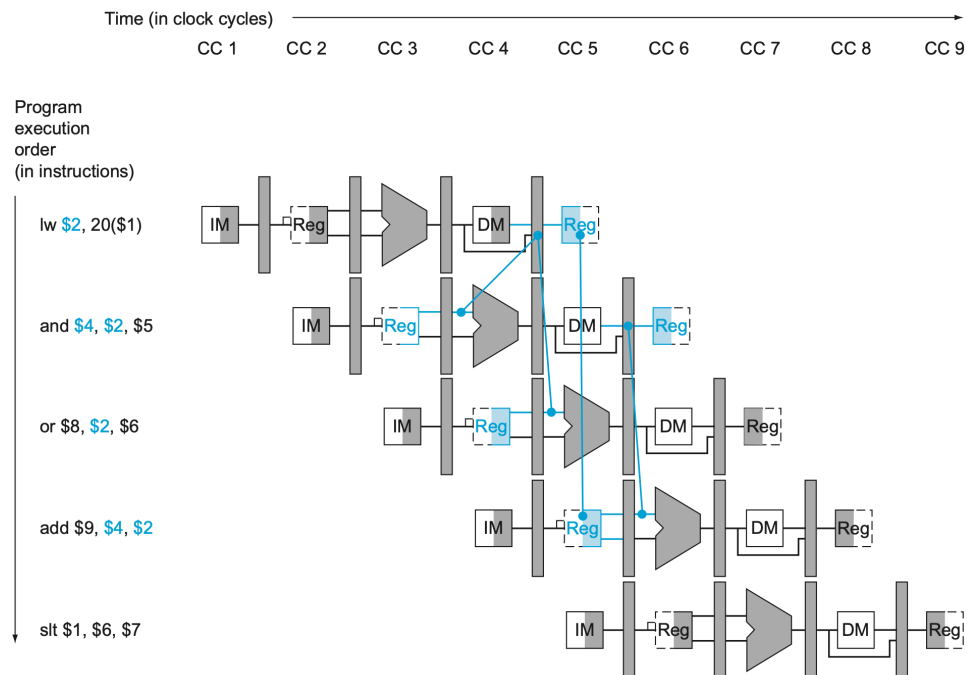 Time (in clock cycles)
CC 1 CC 2 CC 3 CC 4 CC 5 CC 6 CC 7 CC 8 CC 9
Program
execution
order
(in instructions)
lw $2, 20($1) IM Reg DM Reg
and $4, $2, $5 IM Reg DM Reg
or $8, $2, $6 IM Reg DM Reg
add $9, $4, $2 IM Reg DM Reg
slt $1, $6, $7 IM Reg DM Reg